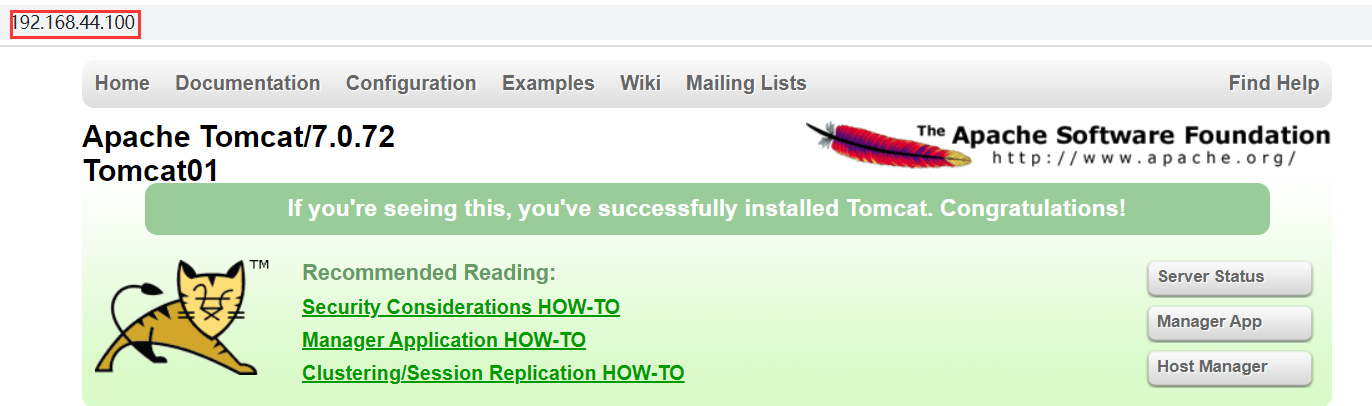 192.168.44.100
Home Documentation Configuration Examples Wiki Mailing Lists Find Help
Apache Tomcat/7.0.72
Tomcat01
The Apache Software Foundation
http://www.apache.org/
If you're seeing this, you've successfully installed Tomcat. Congratulations!
TM
Recommended Reading:
Security Considerations HOW-TO
Manager Application HOW-TO
Clustering/Session Replication HOW-TO
Server Status
Manager App
Host Manager